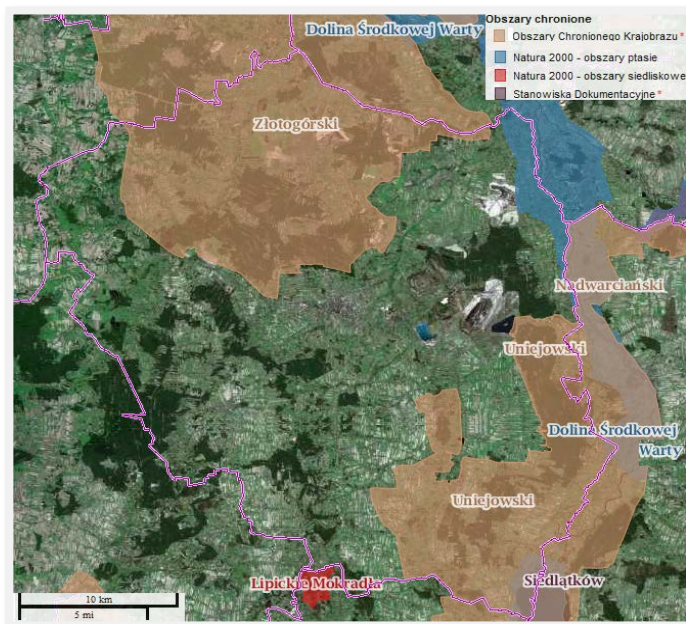 Obszary chronione
Obszary Chronionego Krajobrazu *
Natura 2000 - obszary ptasie
Natura 2000 - obszary siedliskowe
Stanowiska Dokumentacyjne *
Dolina Środkowej Warty
Złotogórski
Nadwarciański
Uniejowski
Dolina Środkowej
Warty
Uniejowski
Lipickie Mokradła
Siedlątków
10 km
5 mi